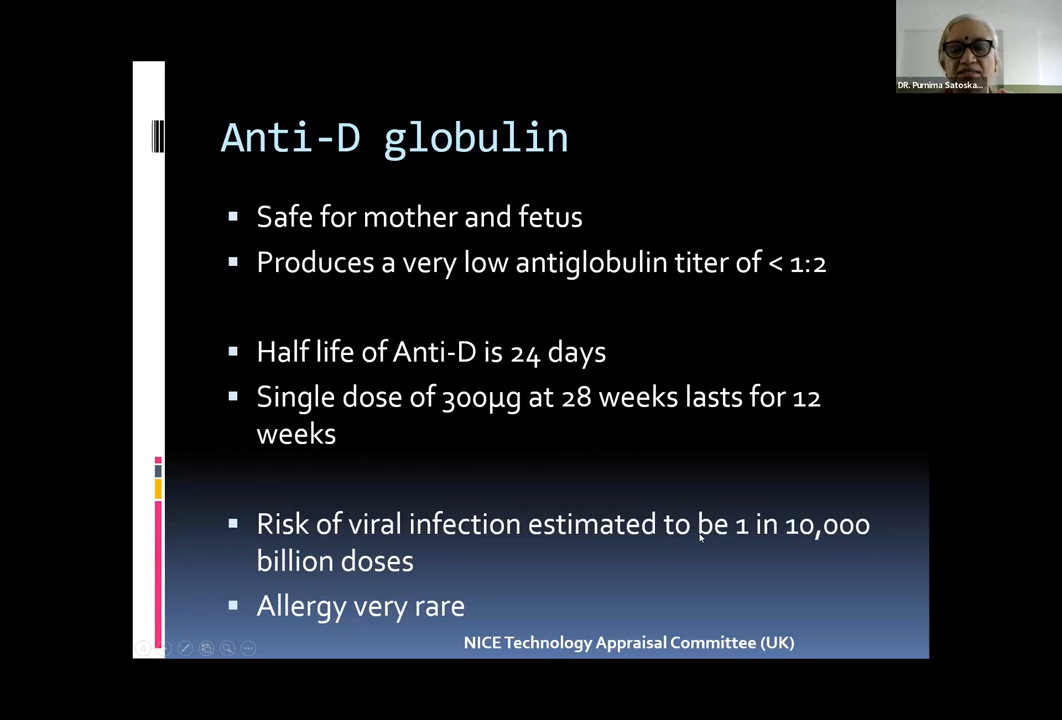 DR. Purnima Satoska...
Anti-D globulin
▪ Safe for mother and fetus
▪ Produces a very low antiglobulin titer of < 1:2
▪ Half life of Anti-D is 24 days
▪ Single dose of 300µg at 28 weeks lasts for 12
weeks
▪ Risk of viral infection estimated to be 1 in 10,000
billion doses
▪ Allergy very rare
NICE Technology Appraisal Committee (UK)